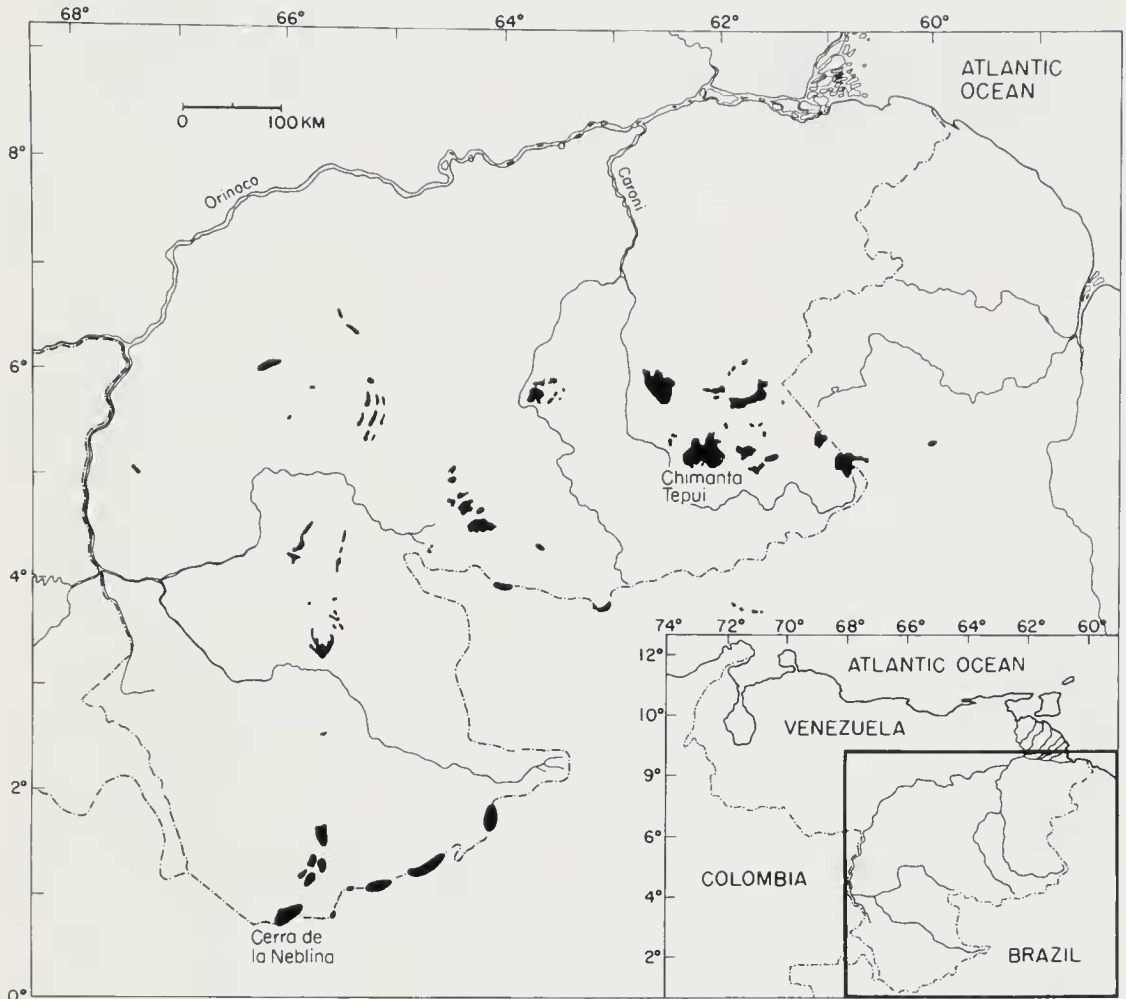 68°
66°
64°
62°
60°
ATLANTIC
OCEAN
0 100 KM
8°
Orinoco
Caroni
6°
Chimanta
Tepui
4°
2°
Cerra de
la Neblina
0°
74°
72°
70°
68°
66°
64°
62°
60°
12°
ATLANTIC OCEAN
10°
VENEZUELA
9°
6°
COLOMBIA
4°
2°
BRAZIL